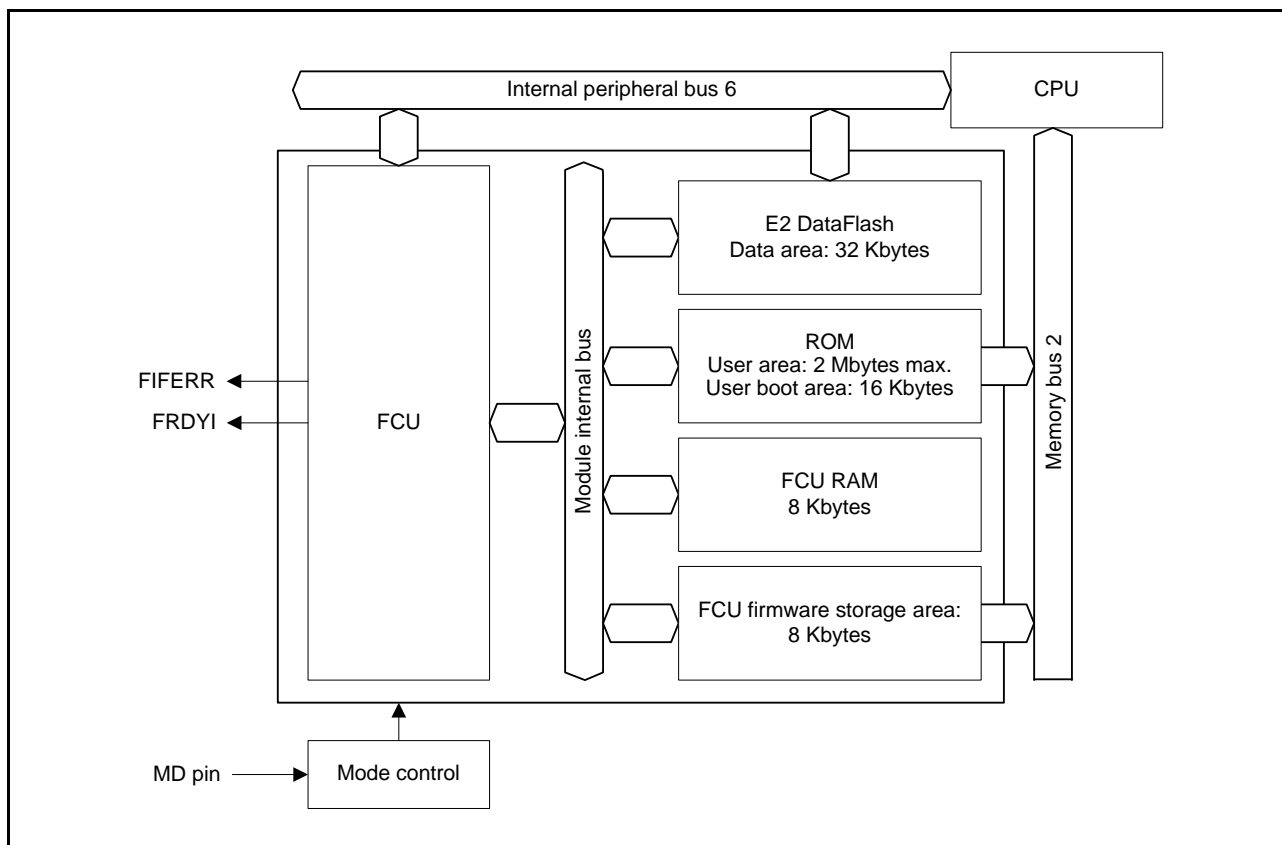 Internal peripheral bus 6
CPU
E2 DataFlash
Data area: 32 Kbytes
ROM
User area: 2 Mbytes max.
User boot area: 16 Kbytes
FIFERR
FRDYI
FCU
Module internal bus
Memory bus 2
FCU RAM
8 Kbytes
FCU firmware storage area:
8 Kbytes
MD pin
Mode control